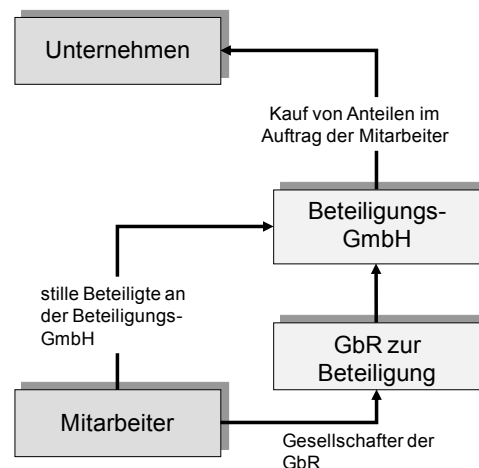 Unternehmen
Kauf von Anteilen im
Auftrag der Mitarbeiter
Beteiligungs-
GmbH
stille Beteiligte an
der Beteiligungs-
GmbH
GbR zur
Beteiligung
Mitarbeiter
Gesellschafter der
GbR